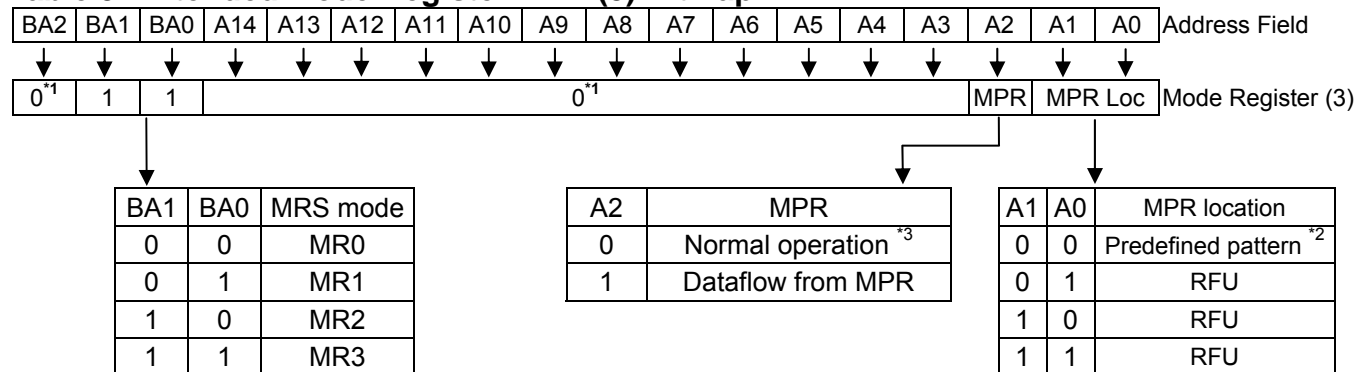 BA2 BA1 BA0 A14 A13 A12 A11 A10 A9 A8 A7 A6 A5 A4 A3 A2 A1 A0 Address Field
0*1 1 1 0*1 MPR MPR Loc Mode Register (3)
BA1 BA0 MRS mode
0 0 MR0
0 1 MR1
1 0 MR2
1 1 MR3
A2 MPR
0 Normal operation *3
1 Dataflow from MPR
A1 A0 MPR location
0 0 Predefined pattern *2
0 1 RFU
1 0 RFU
1 1 RFU